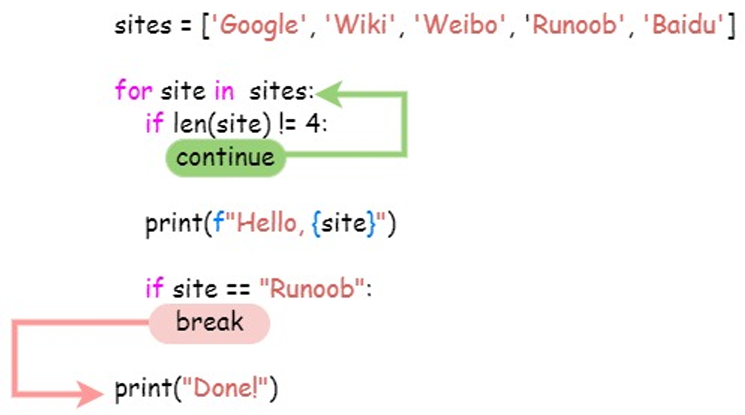 sites = ['Google', 'Wiki', 'Weibo', 'Runoob', 'Baidu']
for site in sites:
if len(site) != 4:
continue
print(f"Hello, {site}")
if site == "Runoob":
break
print("Done!")